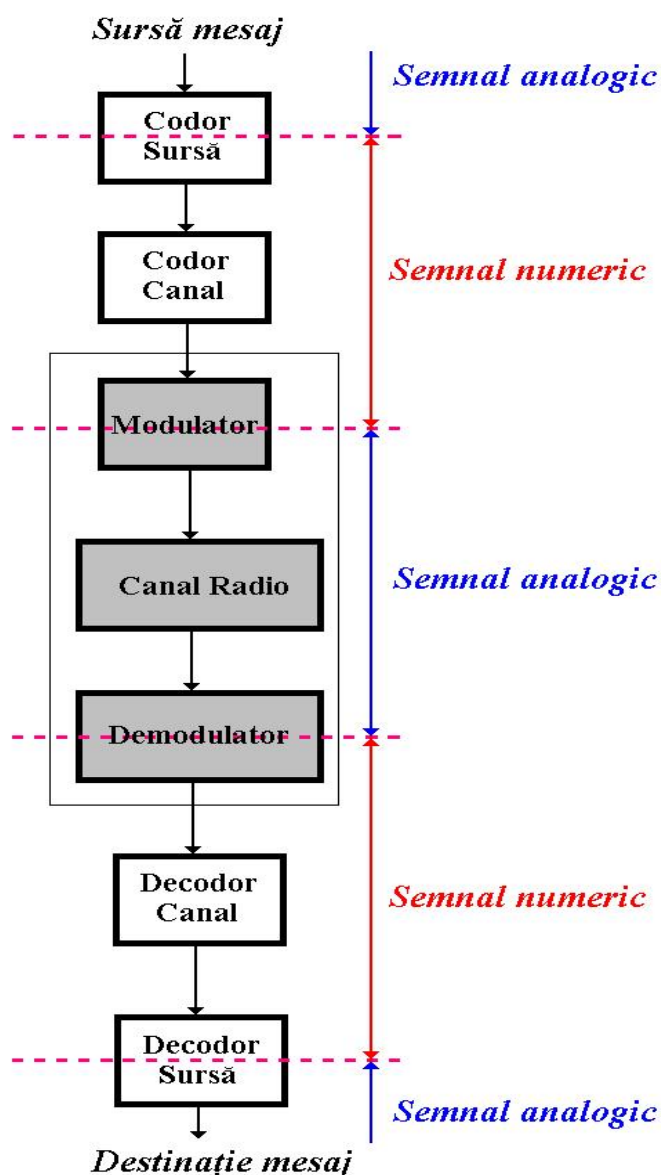 Sursă mesaj
Semnal analogic
Codor
Sursă
Codor
Canal
Semnal numeric
Modulator
Canal Radio
Semnal analogic
Demodulator
Decodor
Canal
Semnal numeric
Decodor
Sursă
Semnal analogic
Destinație mesaj